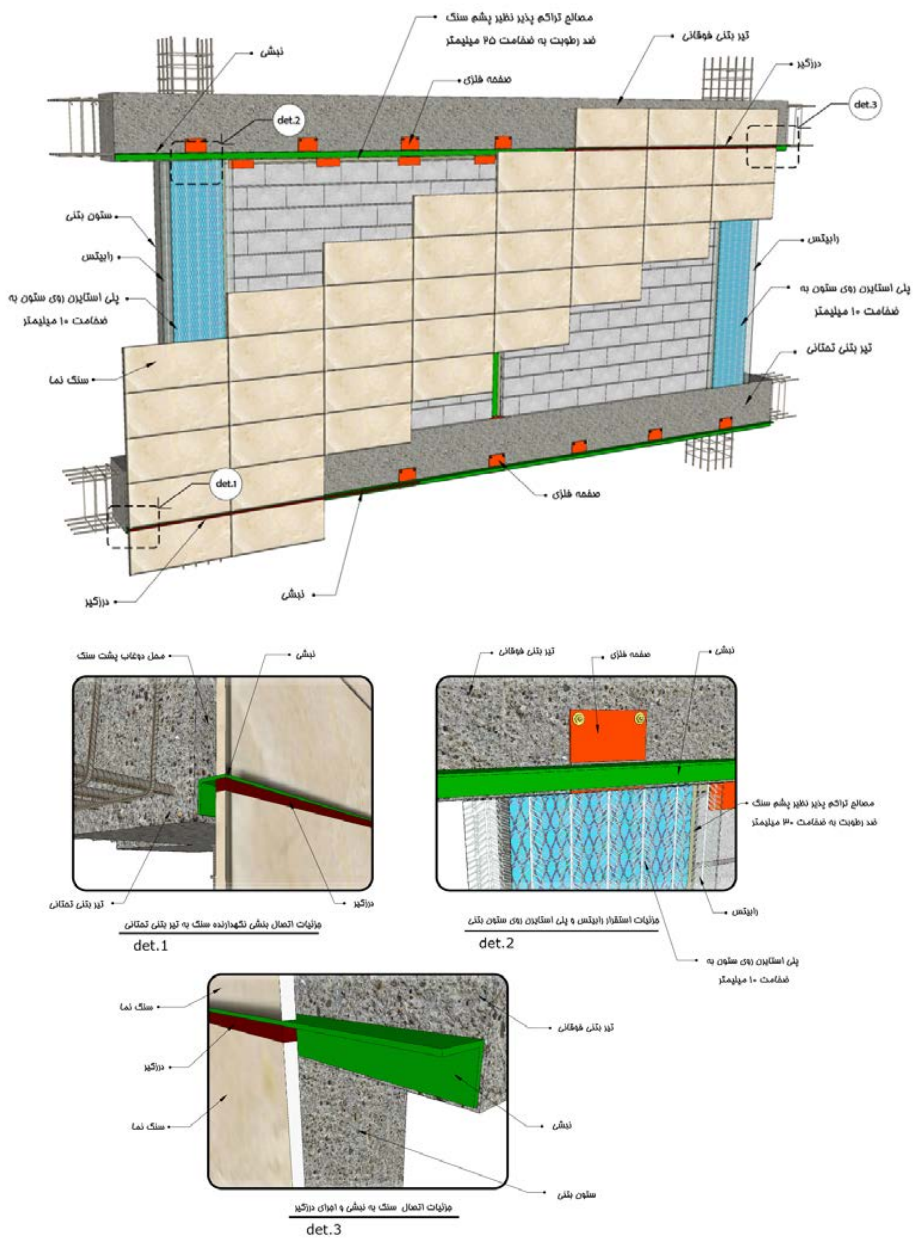 مصالح تراکم پذیر نظیر پشم سنگ
ضد رطوبت به ضخامت ۲۵ میلیمتر
تیر بتنی فوقانی
نبشی
صفحه فلزی
درزگیر
det.2
det.3
ستون بتنی
رابیتس
رابیتس
پلی استایرن روی ستون به
ضخامت ۱۰ میلیمتر
پلی استایرن روی ستون به
ضخامت ۱۰ میلیمتر
تیر بتنی تحتانی
سنگ نما
det.1
صفحه فلزی
نبشی
درزگیر
محل دوغاب پشت سنگ
نبشی
تیر بتنی تحتانی
درزگیر
جزئیات اتصال بنشی نگهدارنده سنگ به تیر بتنی تحتانی
det.1
تیر بتنی فوقانی
صفحه فلزی
نبشی
مصالح تراکم پذیر نظیر پشم سنگ
ضد رطوبت به ضخامت ۳۰ میلیمتر
رابیتس
جزئیات استقرار رابیتس و پلی استایرن روی ستون بتنی
det.2
پلی استایرن روی ستون به
ضخامت ۱۰ میلیمتر
سنگ نما
تیر بتنی فوقانی
درزگیر
سنگ نما
نبشی
ستون بتنی
جزئیات اتصال سنگ به نبشی و اجرای درزگیر
det.3